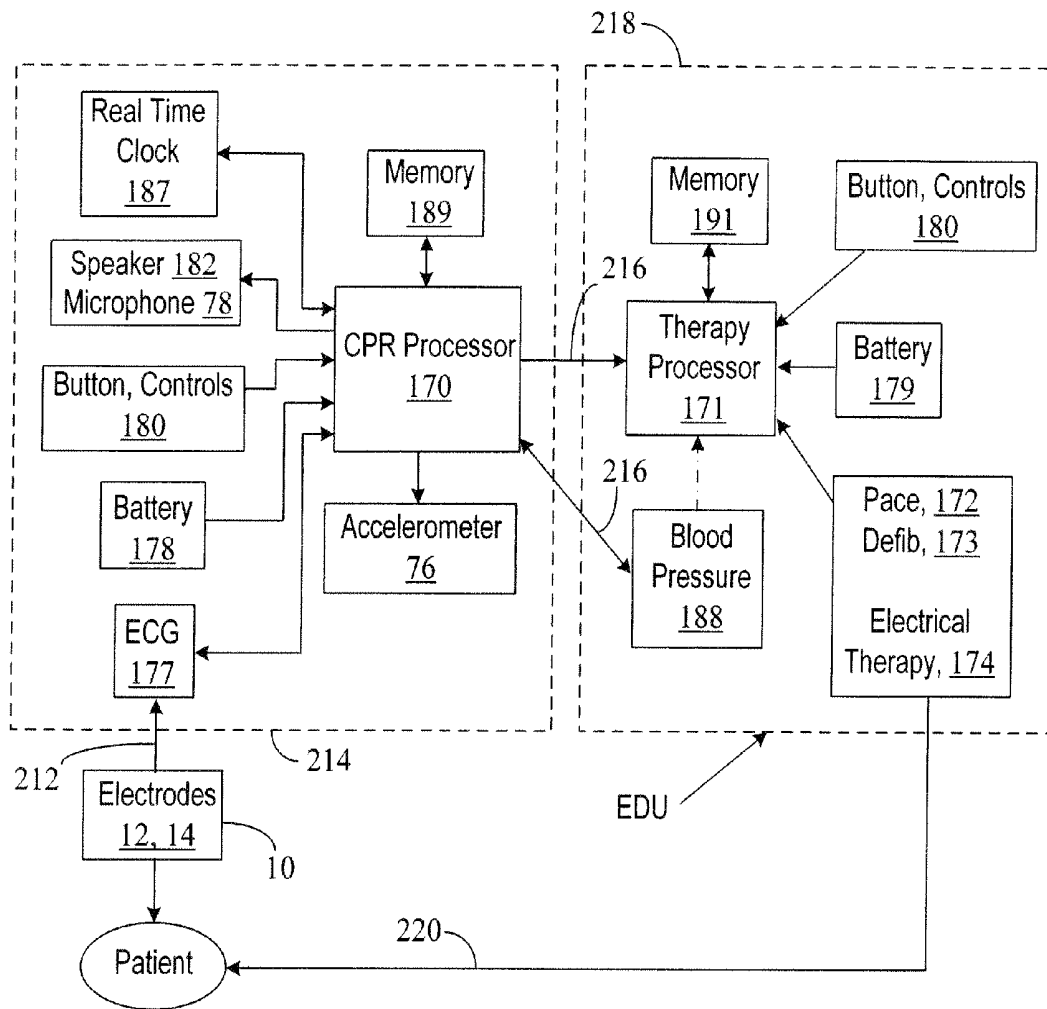 218
Real Time
Clock
187
Memory
189
Speaker 182
Microphone 78
CPR Processor
170
Button, Controls
180
Battery
178
Accelerometer
76
ECG
177
212
214
Electrodes
12, 14
10
Patient
216
216
Memory
191
Button, Controls
180
Therapy
Processor
171
Battery
179
Blood
Pressure
188
Pace, 172
Defib, 173
Electrical
Therapy, 174
EDU
220